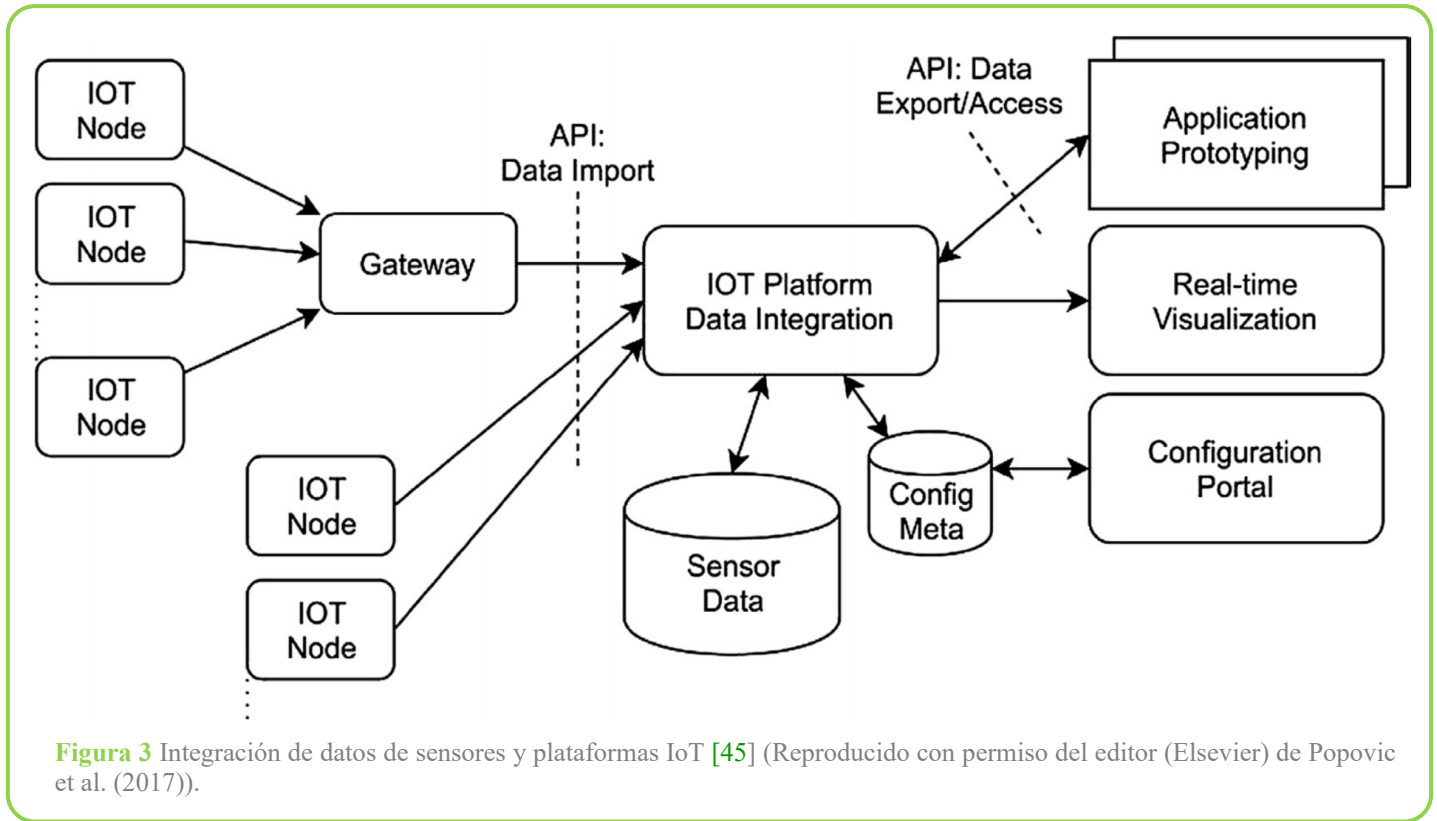 IOT
Node
IOT
Node
IOT
Node
Gateway
API:
Data Import
IOT
Node
IOT
Node
IOT Platform
Data Integration
Sensor
Data
Config
Meta
API: Data
Export/Access
Application
Prototyping
Real-time
Visualization
Configuration
Portal
Figura 3 Integración de datos de sensores y plataformas IoT [45] (Reproducido con permiso del editor (Elsevier) de Popovic
et al. (2017)).